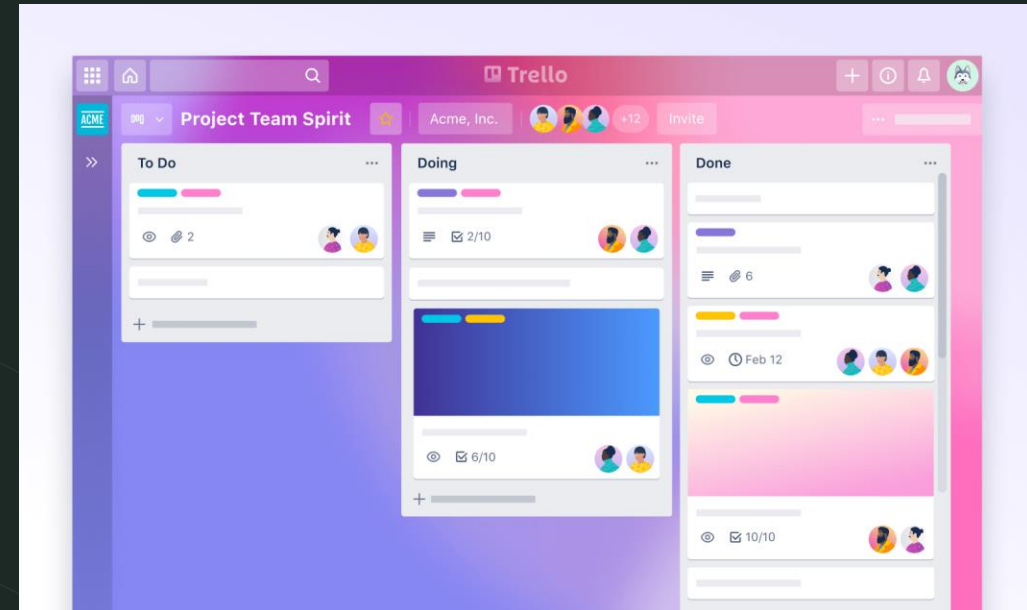 Trello
ACME
Project Team Spirit
Acme, Inc.
+12
Invite
To Do
2
Doing
2/10
6/10
Done
6
Feb 12
10/10